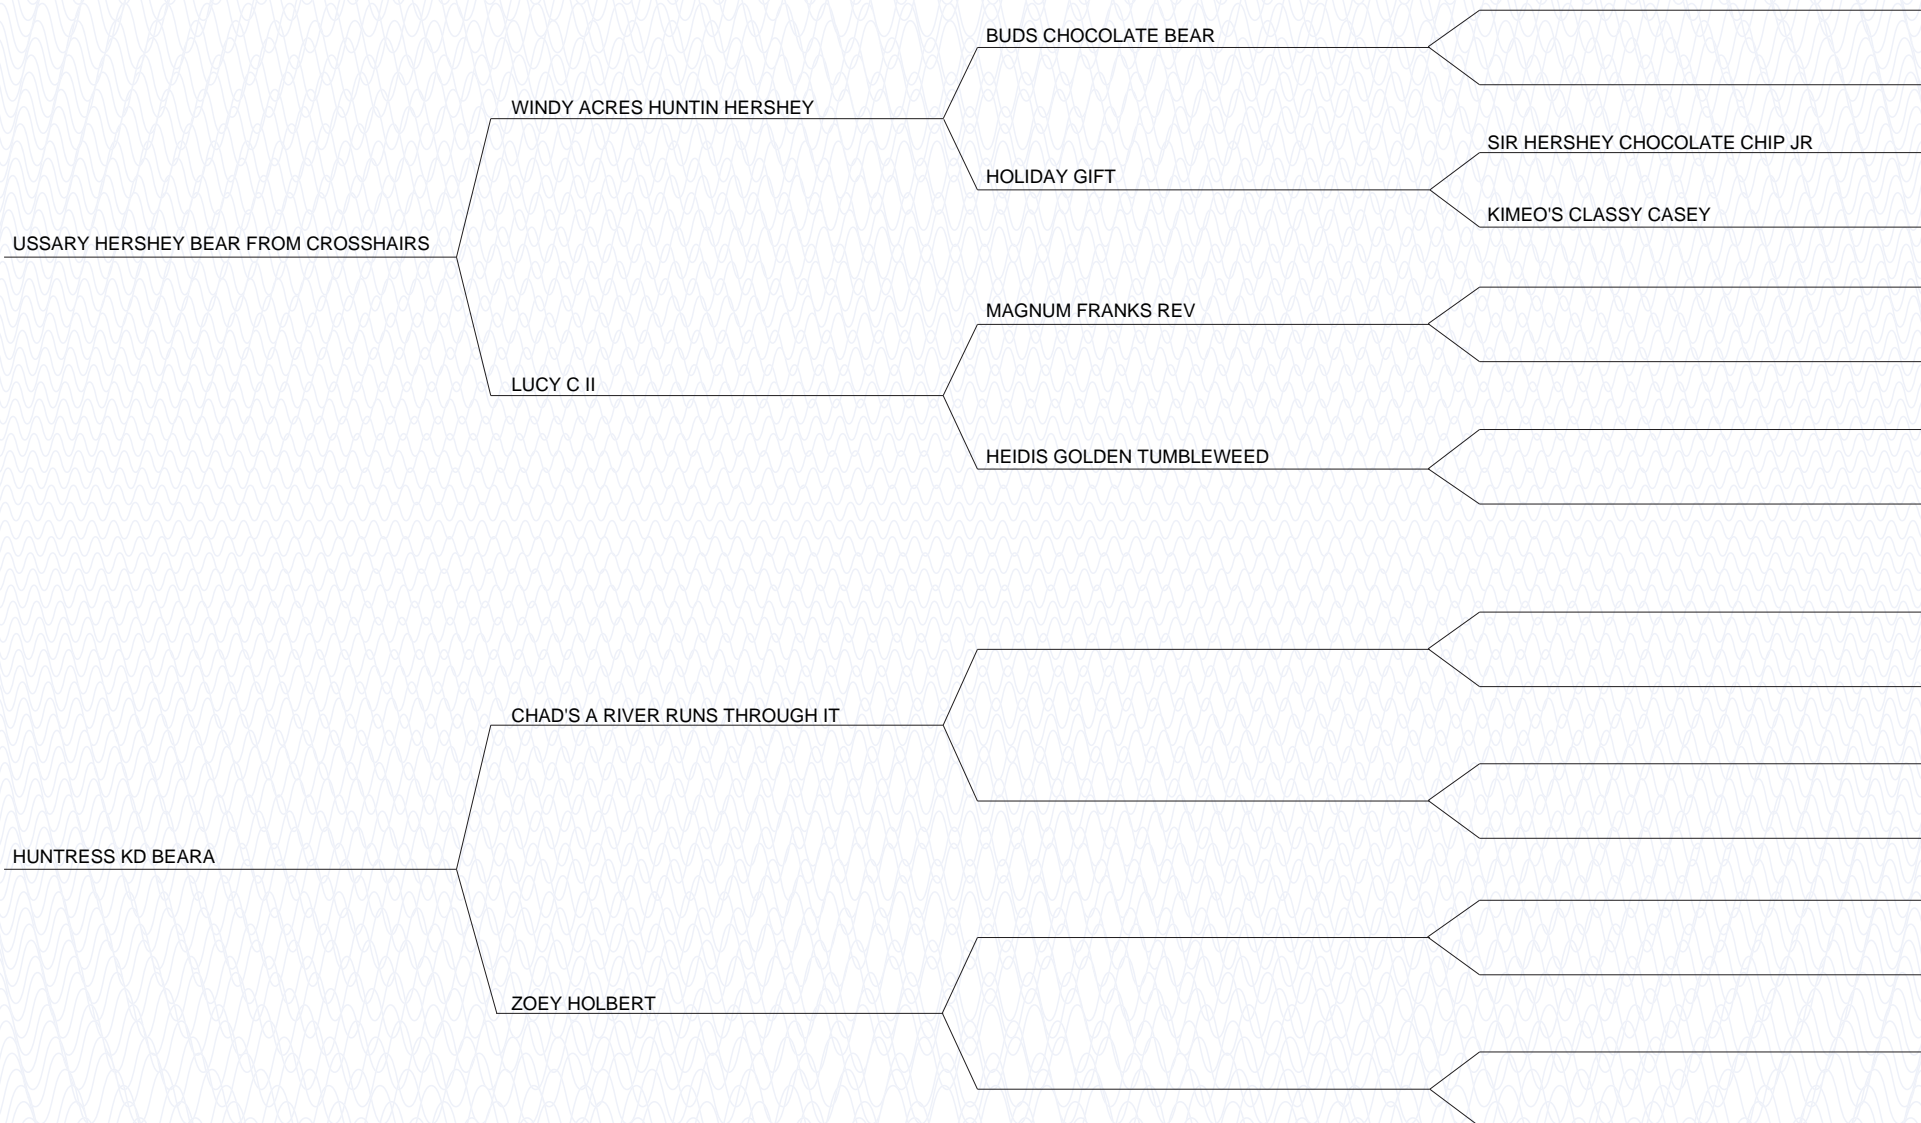 BUDS CHOCOLATE BEAR
WINDY ACRES HUNTIN HERSHEY
SIR HERSHEY CHOCOLATE CHIP JR
HOLIDAY GIFT
KIMEO'S CLASSY CASEY
USSARY HERSHEY BEAR FROM CROSSHAIRS
MAGNUM FRANKS REV
LUCY C II
HEIDIS GOLDEN TUMBLEWEED
CHAD'S A RIVER RUNS THROUGH IT
HUNTRESS KD BEARA
ZOEY HOLBERT